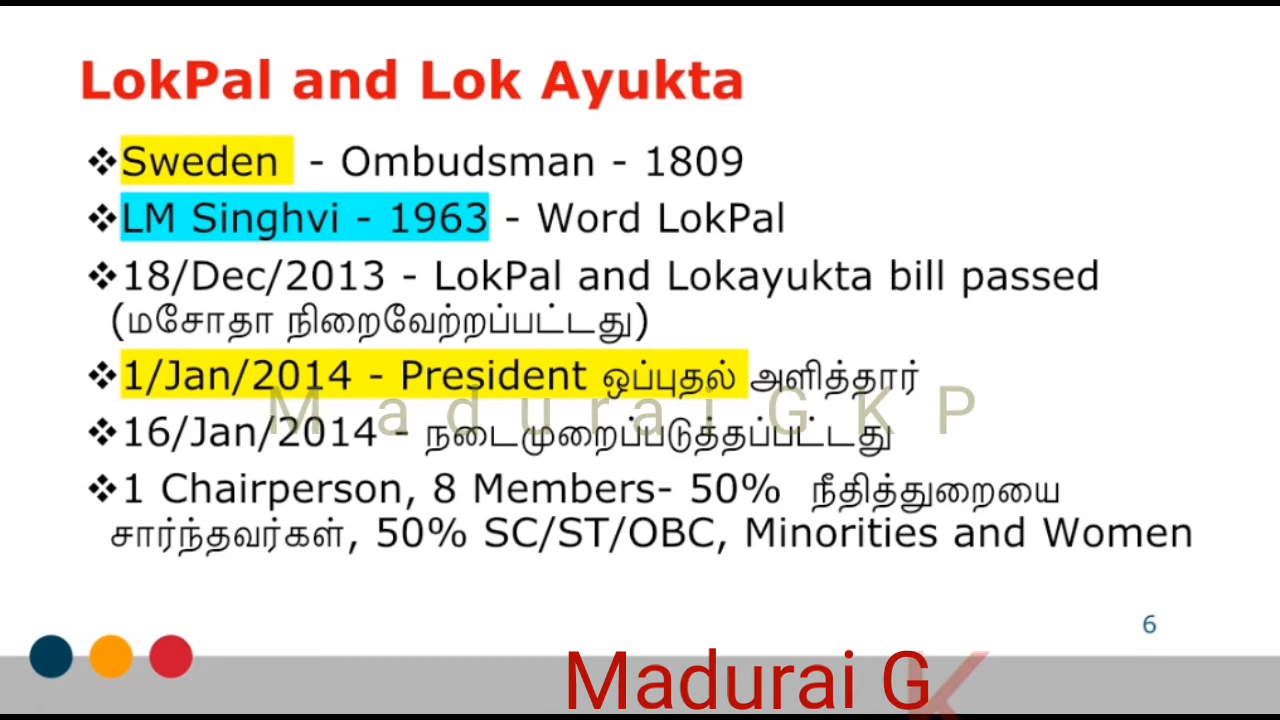 LokPal and Lok Ayukta
❖Sweden - Ombudsman - 1809
❖LM Singhvi - 1963 - Word LokPal
❖18/Dec/2013 - LokPal and Lokayukta bill passed
(மசோதா நிறைவேற்றப்பட்டது)
❖1/Jan/2014 - President ஒப்புதல் அளித்தார்
M a d u r a i G K P
❖16/Jan/2014 - நடைமுறைப்படுத்தப்பட்டது
❖1 Chairperson, 8 Members- 50% நீதித்துறையை
சார்ந்தவர்கள், 50% SC/ST/OBC, Minorities and Women
6
Madurai G K